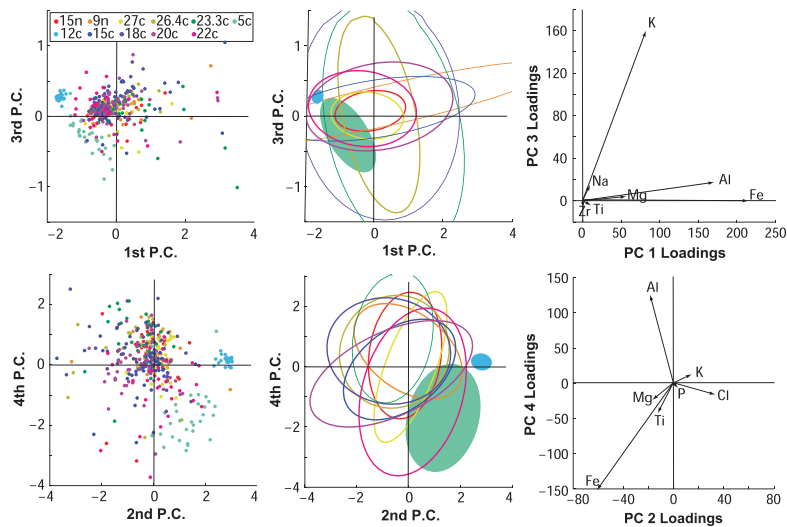 15n 9n 27c 26.4c 23.3c 5c
12c 15c 18c 20c 22c
1
0
−1
−2 0 2 4
3rd P.C.
1st P.C.
1
0
−1
−2 0 2 4
3rd P.C.
1st P.C.
160
120
80
40
0
0 50 100 150 200 250
PC 3 Loadings
PC 1 Loadings
K
Na
Al
Mg
Fe
Zr Ti
2
0
−2
−4
−4 −2 0 2 4
4th P.C.
2nd P.C.
4
2
0
−2
−4
−4 −2 0 2 4
4th P.C.
2nd P.C.
150
100
50
0
−50
−100
−150
−80 −40 0 40 80
PC 4 Loadings
PC 2 Loadings
Al
K
Mg
P
Cl
Ti
Fe